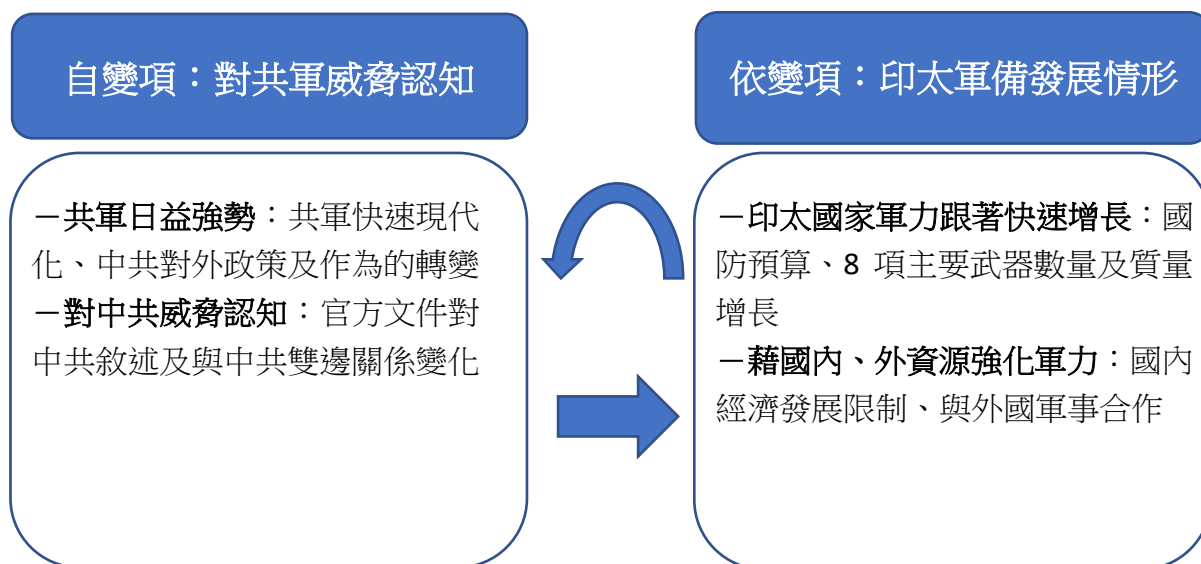 自變項：對共軍威脅認知
－共軍日益強勢：共軍快速現代
化、中共對外政策及作為的轉變
－對中共威脅認知：官方文件對
中共敘述及與中共雙邊關係變化
依變項：印太軍備發展情形
－印太國家軍力跟著快速增長：國
防預算、8 項主要武器數量及質量
增長
－藉國內、外資源強化軍力：國內
經濟發展限制、與外國軍事合作